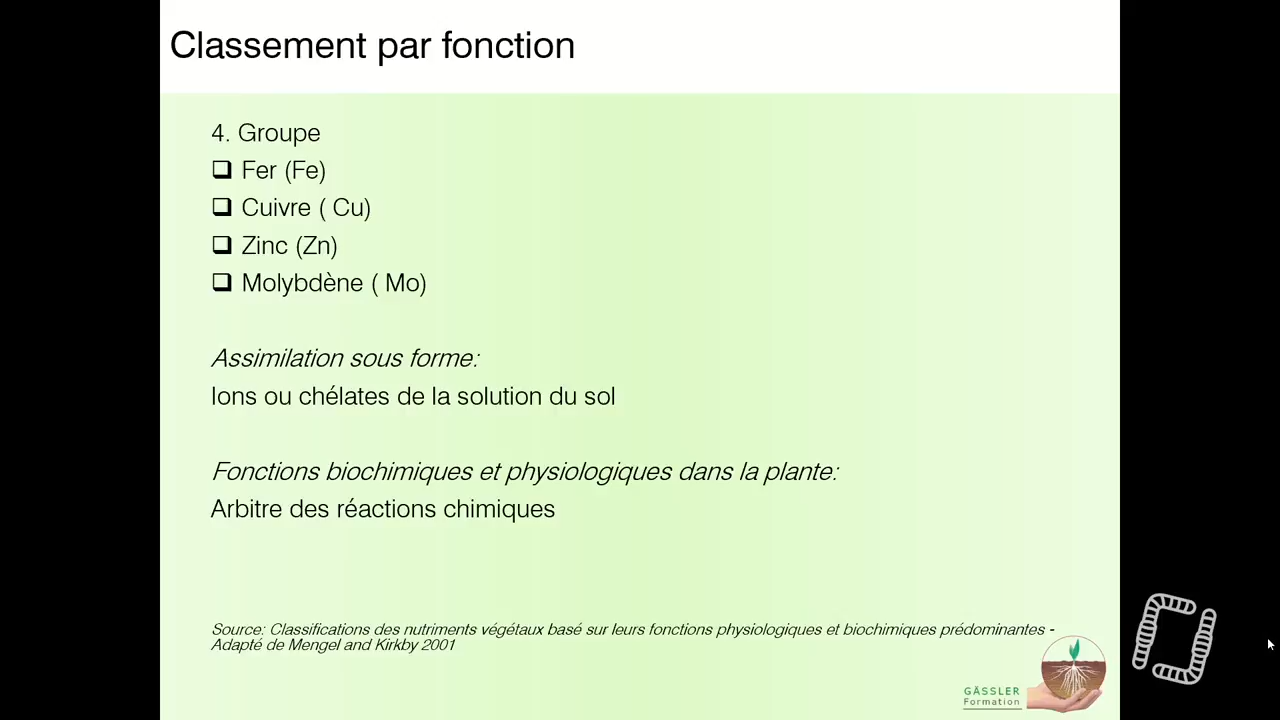 Classement par fonction
4. Groupe
❑ Fer (Fe)
❑ Cuivre ( Cu)
❑ Zinc (Zn)
❑ Molybdène ( Mo)
Assimilation sous forme:
Ions ou chélates de la solution du sol
Fonctions biochimiques et physiologiques dans la plante:
Arbitre des réactions chimiques
Source: Classifications des nutriments végétaux basé sur leurs fonctions physiologiques et biochimiques prédominantes -
Adapté de Mengel and Kirkby 2001
GÄSSLER
Formation